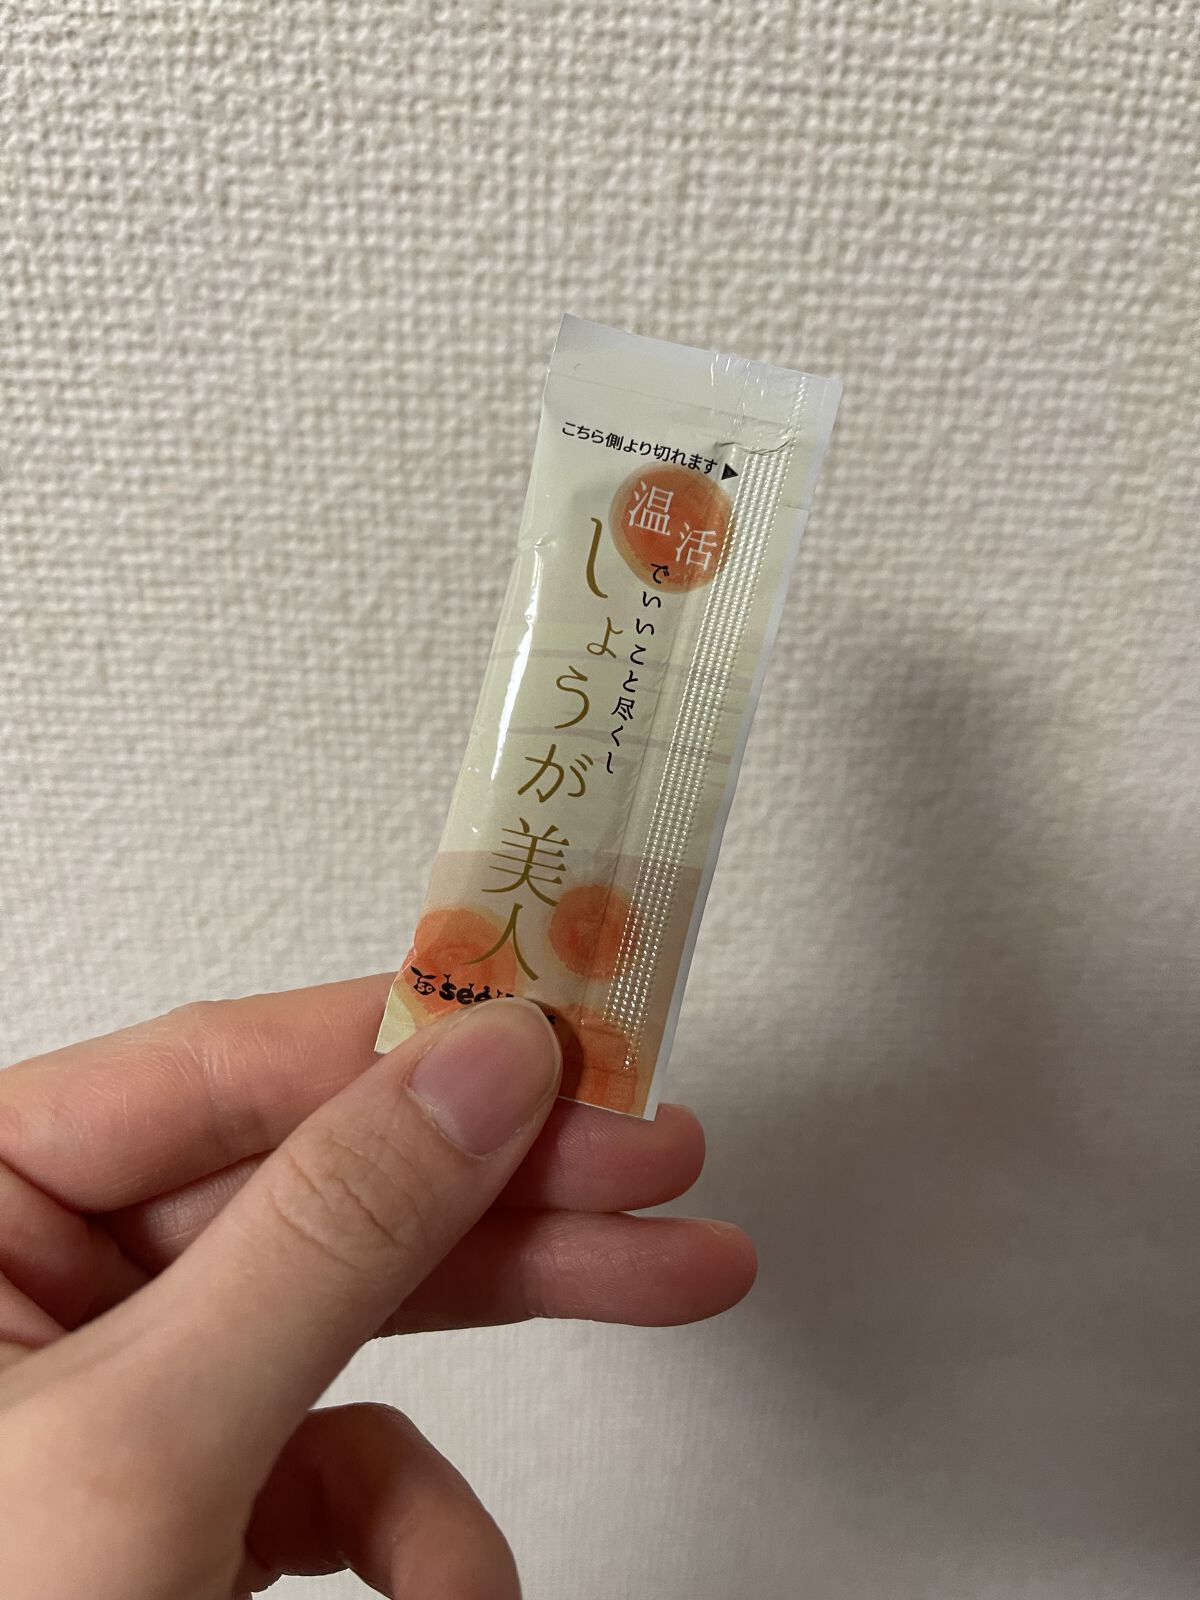 こちら側より切れます▶
温活
でいいこと尽くし
しょうが美人